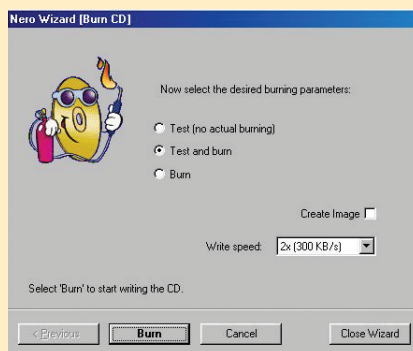 Nero Wizard [Burn CD]
Now select the desired burning parameters:
Test (no actual burning)
Test and burn
Burn
Create Image
Write speed: 2x (300 KB/s)
Select 'Burn' to start writing the CD.
< Previous Burn Cancel Close Wizard